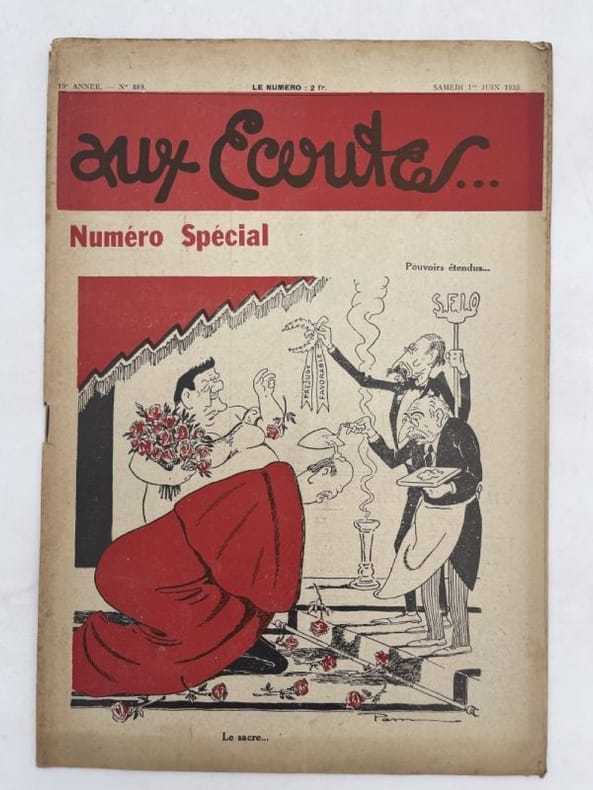 19e ANNÉE. — N° 889.
LE NUMERO : 2 fr.
SAMEDI 1er JUIN 1935
aux Ecoutes...
Numéro Spécial
Pouvoirs étendus...
S.F.I.O
PRÉJUGÉ
FAVORABLE
Pam
Le sacre...